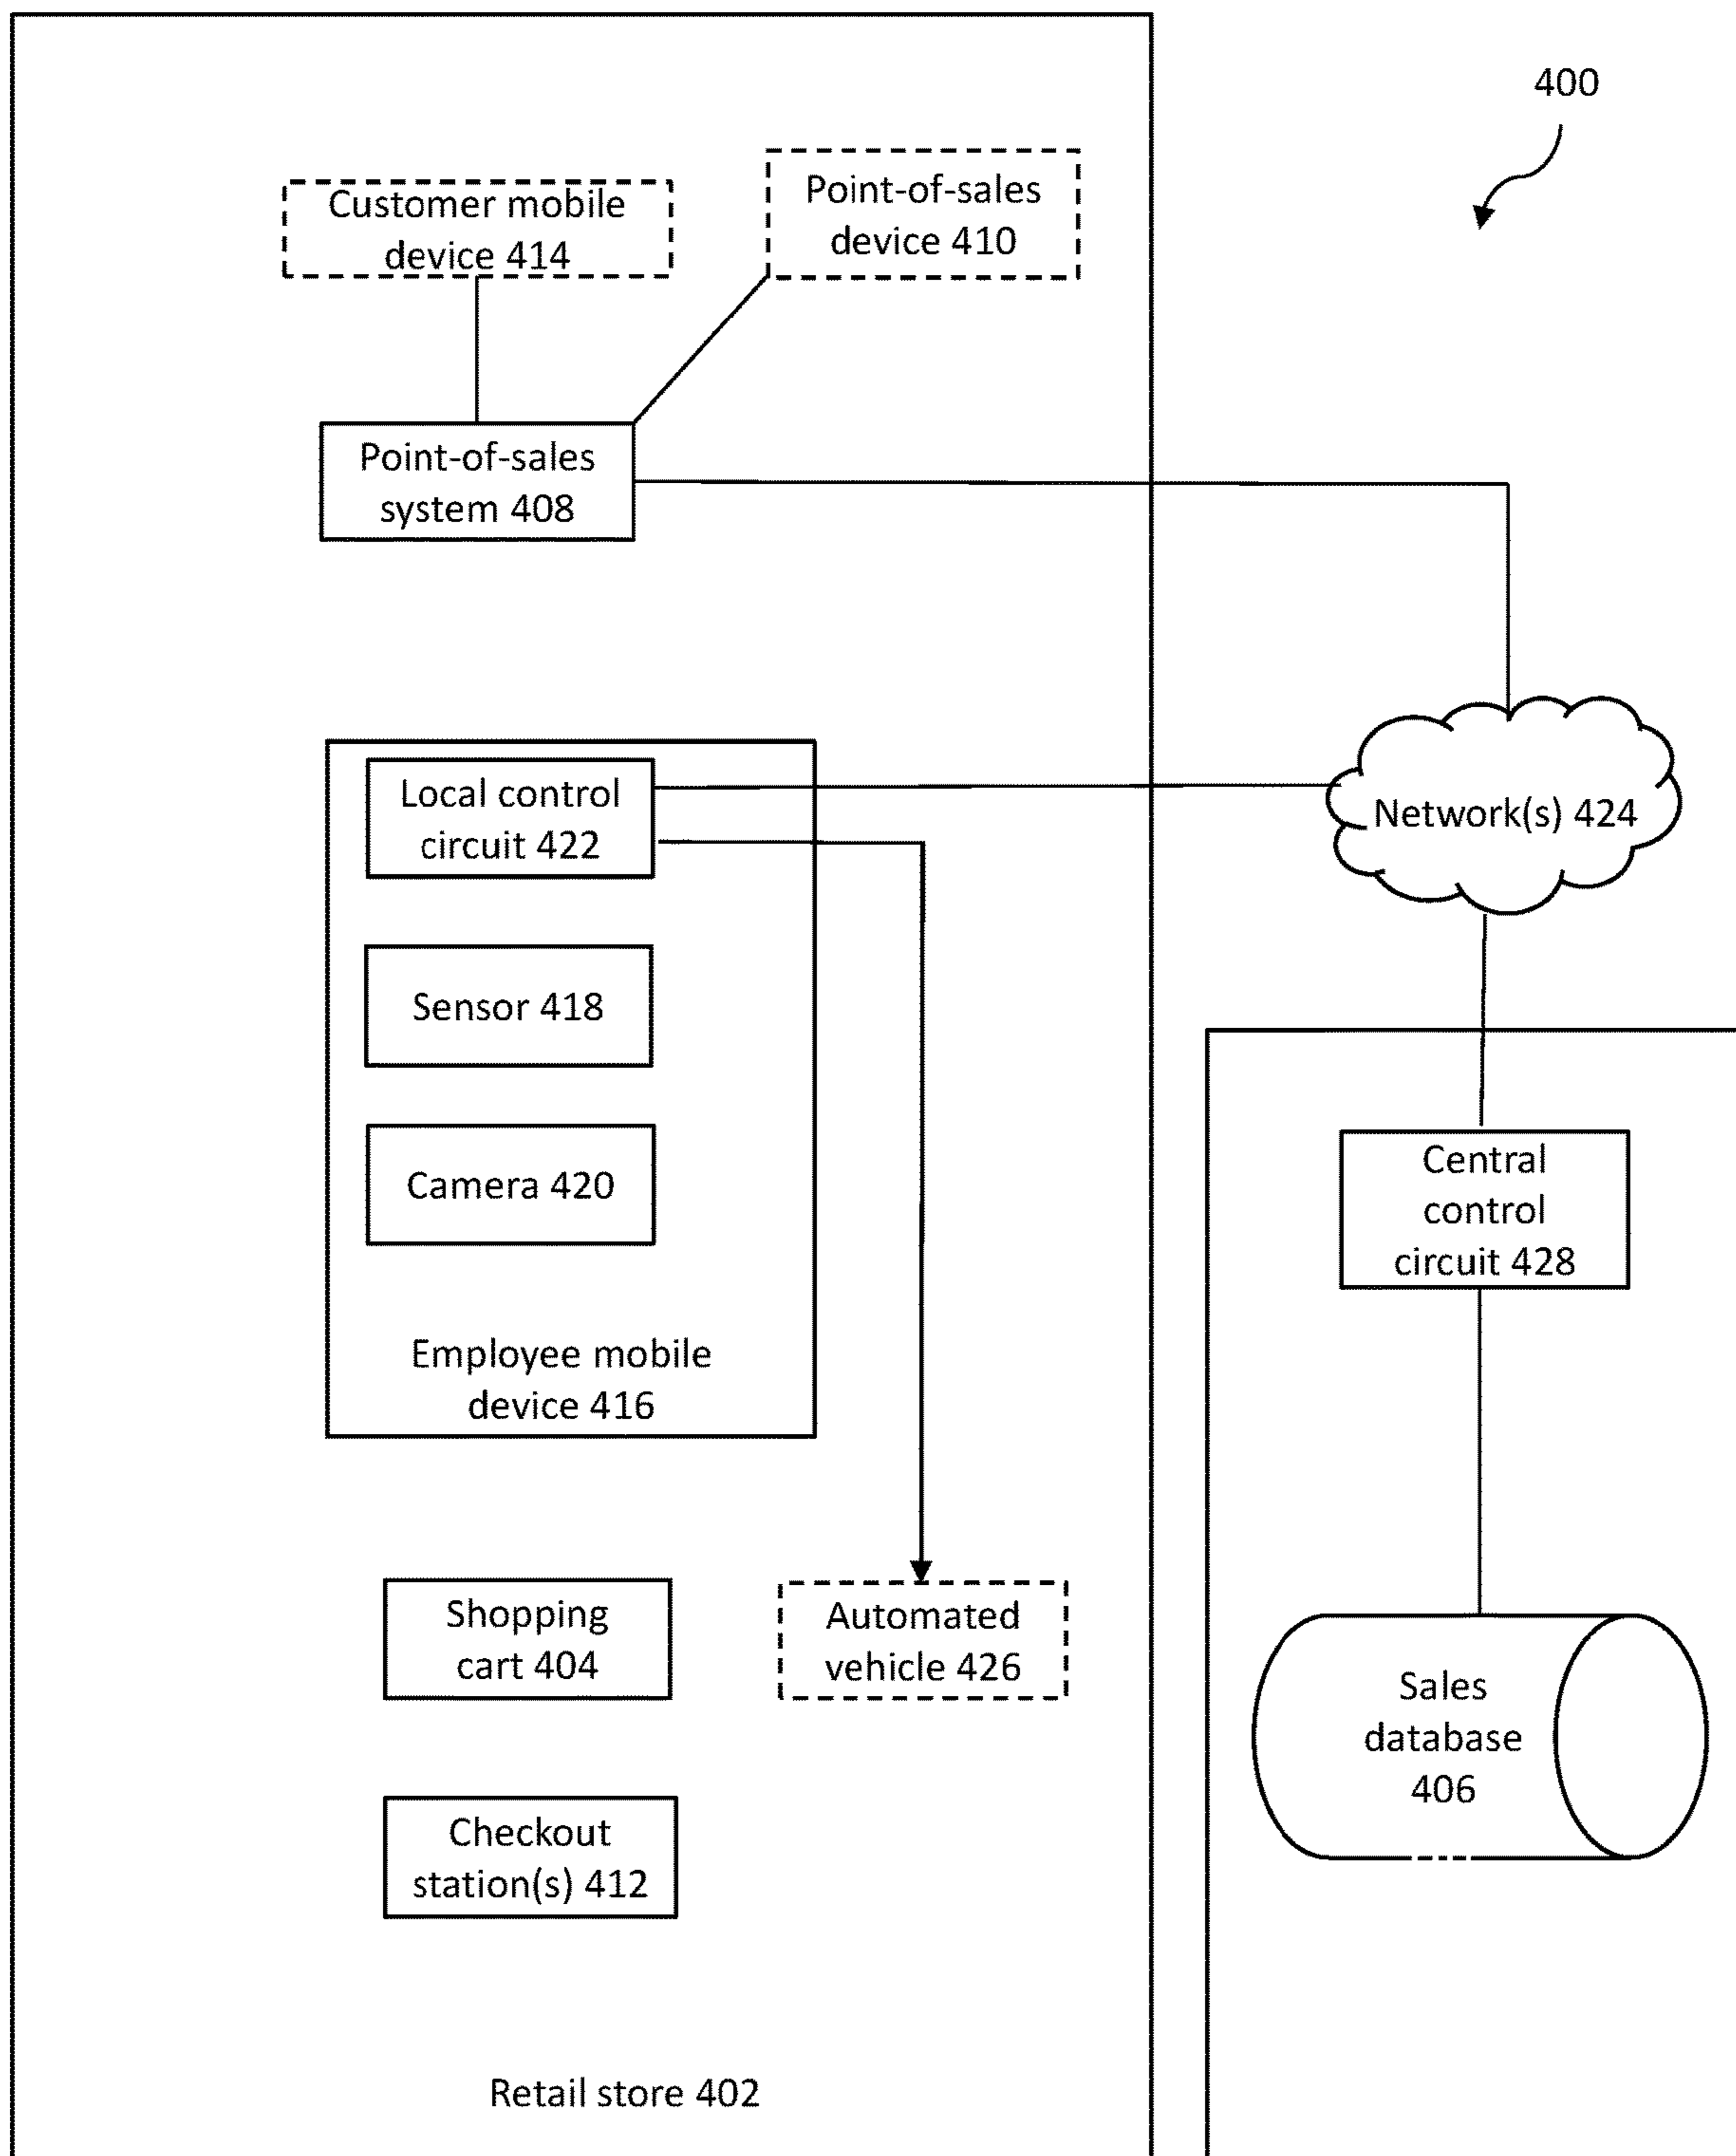 400
Customer mobile
device 414
Point-of-sales
device 410
Point-of-sales
system 408
Local control
circuit 422
Network(s) 424
Sensor 418
Camera 420
Central
control
circuit 428
Employee mobile
device 416
Shopping
cart 404
Automated
vehicle 426
Sales
database
406
Checkout
station(s) 412
Retail store 402